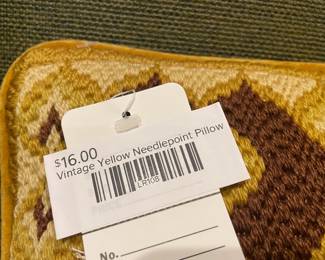 $16.00
Vintage Yellow Needlepoint Pillow
LR108
No.